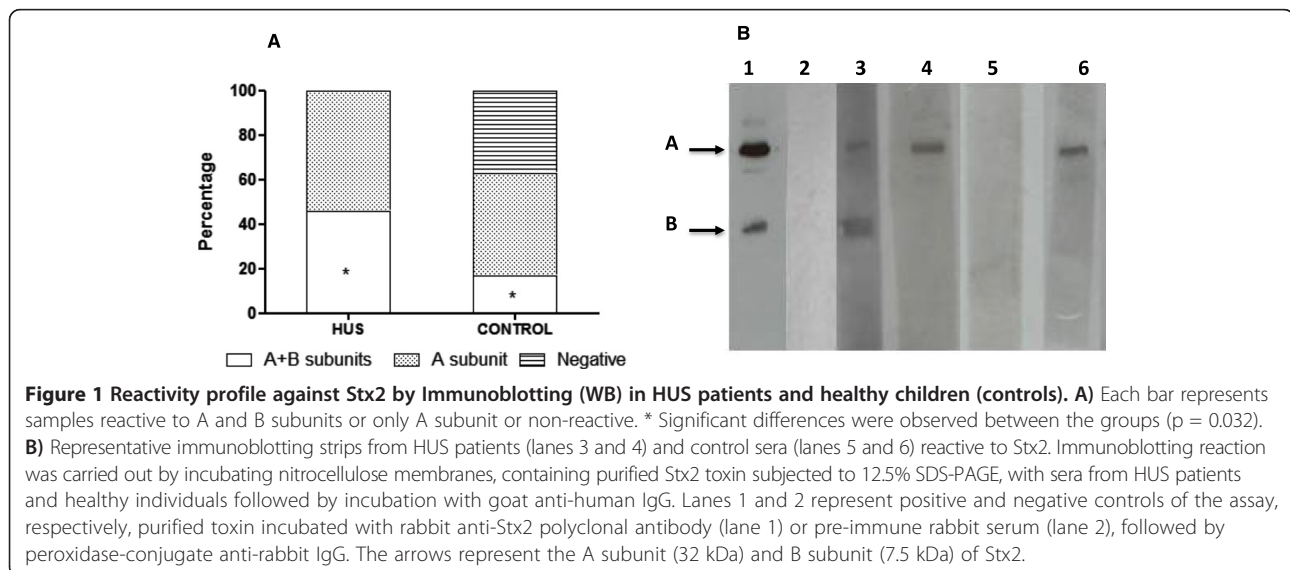 A
B
1 2 3 4 5 6
100
80
60
40
20
0
Percentage
*
*
HUS
CONTROL
A+B subunits
A subunit
Negative
A
B
Figure 1 Reactivity profile against Stx2 by Immunoblotting (WB) in HUS patients and healthy children (controls). A) Each bar represents
samples reactive to A and B subunits or only A subunit or non-reactive. * Significant differences were observed between the groups (p = 0.032).
B) Representative immunoblotting strips from HUS patients (lanes 3 and 4) and control sera (lanes 5 and 6) reactive to Stx2. Immunoblotting reaction
was carried out by incubating nitrocellulose membranes, containing purified Stx2 toxin subjected to 12.5% SDS-PAGE, with sera from HUS patients
and healthy individuals followed by incubation with goat anti-human IgG. Lanes 1 and 2 represent positive and negative controls of the assay,
respectively, purified toxin incubated with rabbit anti-Stx2 polyclonal antibody (lane 1) or pre-immune rabbit serum (lane 2), followed by
peroxidase-conjugate anti-rabbit IgG. The arrows represent the A subunit (32 kDa) and B subunit (7.5 kDa) of Stx2.